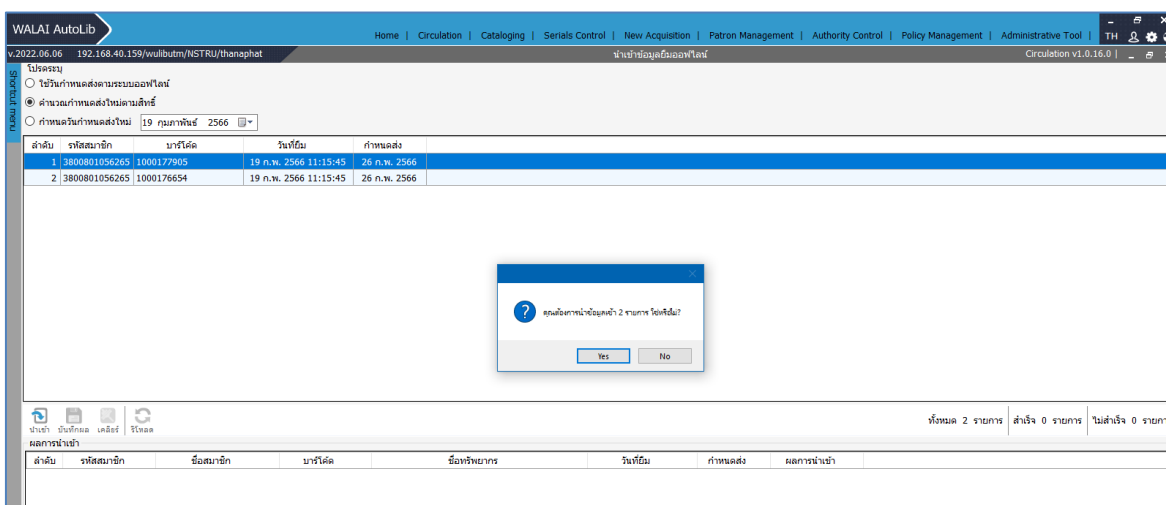 WALAI AutoLib
Home | Circulation | Cataloging | Serials Control | New Acquisition | Patron Management | Authority Control | Policy Management | Administrative Tool | TH
v.2022.06.06 192.168.40.159/wulibutm/NSTRU/thanaphat นำเข้าข้อมูลยืมออฟไลน์ Circulation v1.0.16.0 |
Shortcut menu
โปรดระบุ
ใช้วันกำหนดส่งตามระบบออฟไลน์
คำนวณกำหนดส่งใหม่ตามสิทธิ์
กำหนดวันกำหนดส่งใหม่ 19 กุมภาพันธ์ 2566
ลำดับ รหัสสมาชิก บาร์โค้ด วันที่ยืม กำหนดส่ง
1 3800801056265 1000177905 19 ก.พ. 2566 11:15:45 26 ก.พ. 2566
2 3800801056265 1000176654 19 ก.พ. 2566 11:15:45 26 ก.พ. 2566
คุณต้องการนำข้อมูลเข้า 2 รายการ ใช่หรือไม่?
Yes No
นำเข้า บันทึกผล เคลียร์ รีโหลด
ทั้งหมด 2 รายการ สำเร็จ 0 รายการ ไม่สำเร็จ 0 รายกา
ผลการนำเข้า
ลำดับ รหัสสมาชิก ชื่อสมาชิก บาร์โค้ด ชื่อทรัพยากร วันที่ยืม กำหนดส่ง ผลการนำเข้า